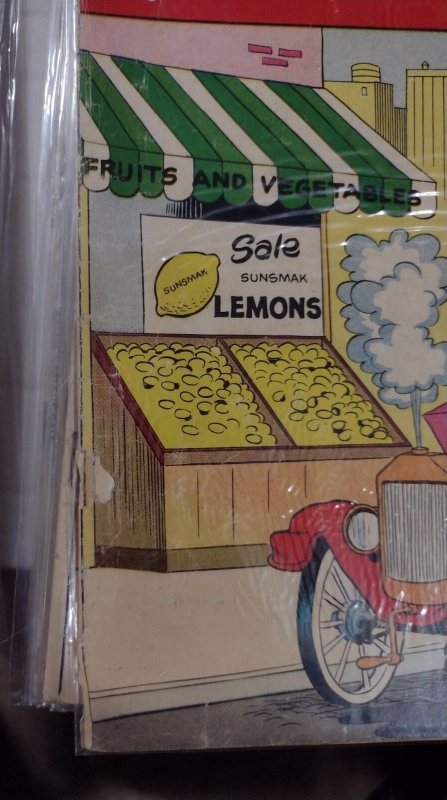 FRUITS AND VEGETABLES
Sale
SUNSMAK
SUNSMAK
LEMONS